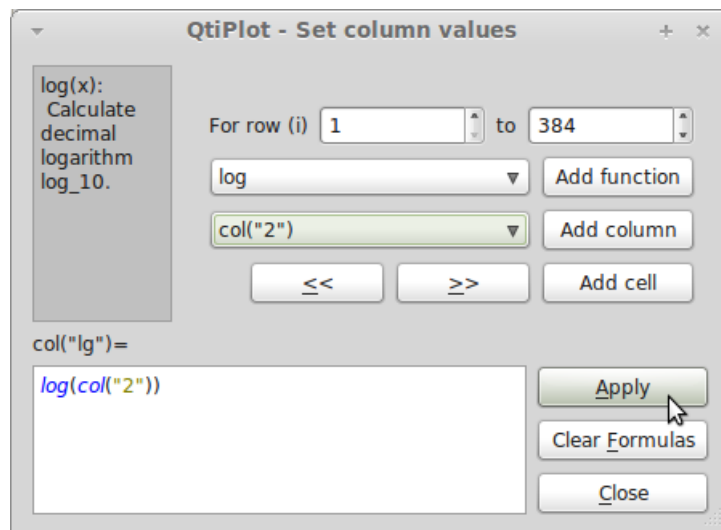 QtiPlot - Set column values
log(x):
Calculate
decimal
logarithm
log_10.
For row (i) 1 to 384
log Add function
col("2") Add column
<< >> Add cell
col("lg")=
log(col("2"))
Apply
Clear Formulas
Close